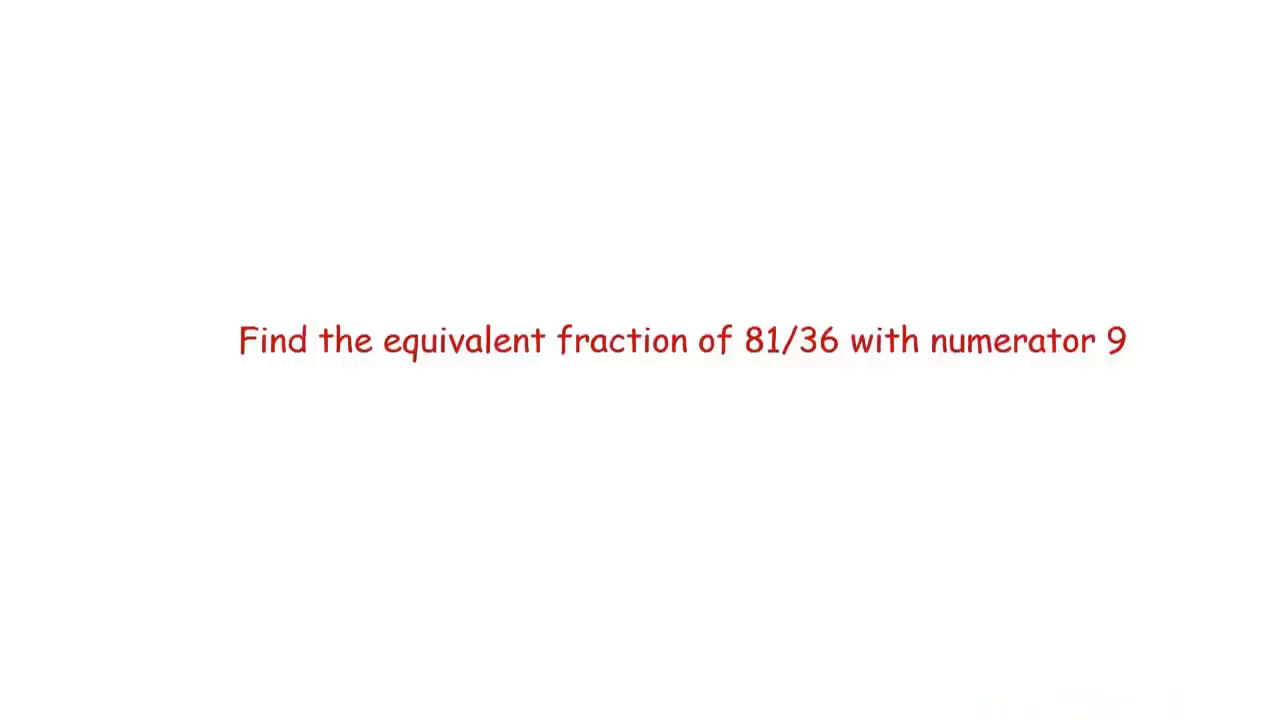 Find the equivalent fraction of 81/36 with numerator 9